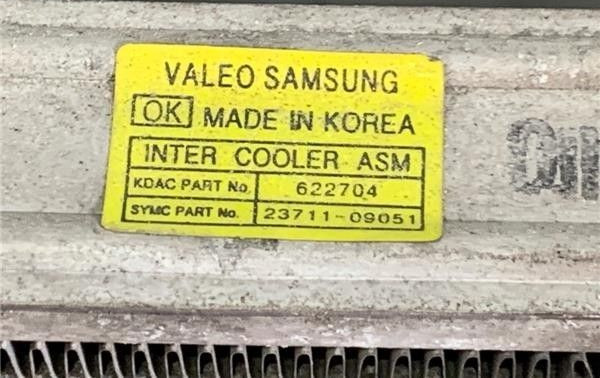 VALEO SAMSUNG
OK MADE IN KOREA
INTER COOLER ASM
KDAC PART No. 622704
SYMC PART No. 23711-09051